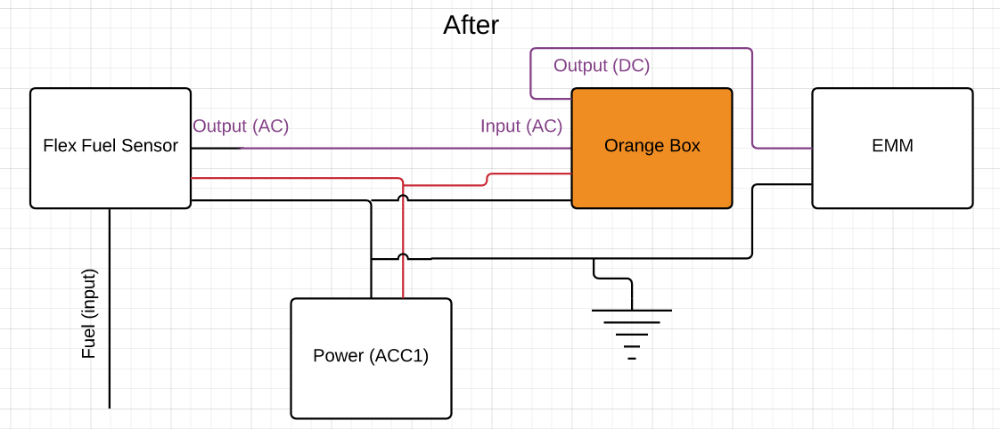 After
Output (DC)
Output (AC)
Input (AC)
Flex Fuel Sensor
Orange Box
EMM
Fuel (input)
Power (ACC1)